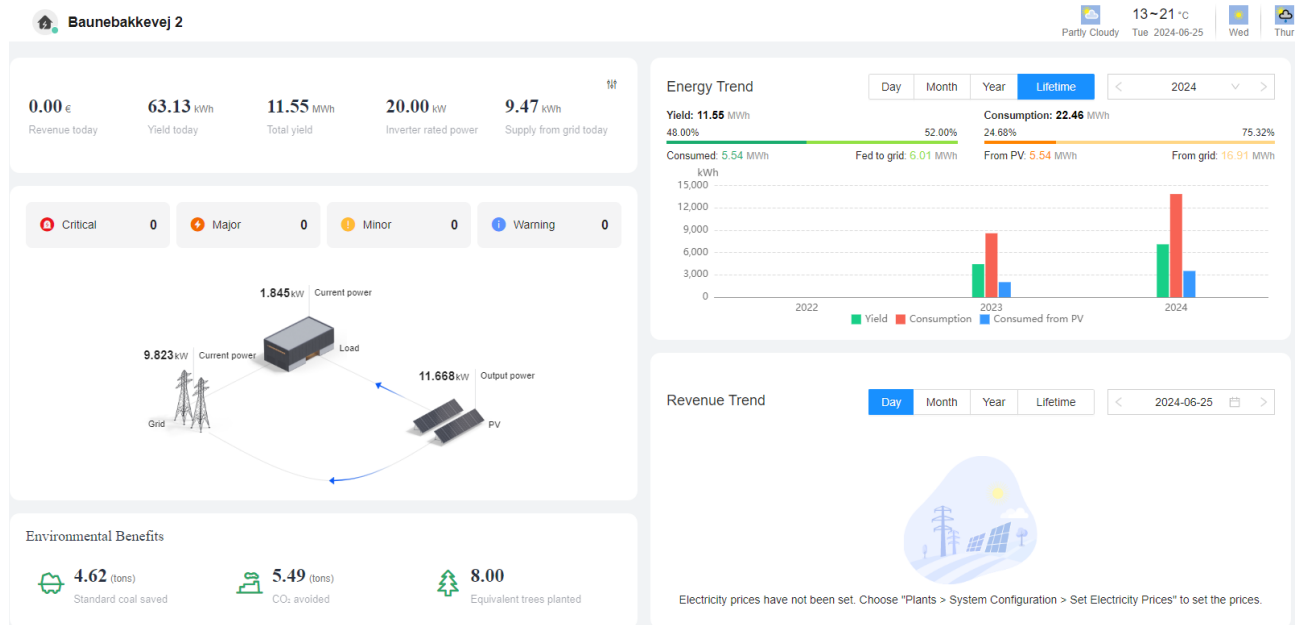 Baunebakkevej 2
13~21 °C
Partly Cloudy Tue 2024-06-25 Wed Thur
0.00 € 63.13 kWh 11.55 MWh 20.00 kW 9.47 kWh
Revenue today Yield today Total yield Inverter rated power Supply from grid today
Critical 0 Major 0 Minor 0 Warning 0
1.845 kW Current power
Load
9.823 kW Current power
11.668 kW Output power
Grid
PV
Environmental Benefits
4.62 (tons) 5.49 (tons) 8.00
Standard coal saved CO₂ avoided Equivalent trees planted
Energy Trend Day Month Year Lifetime < 2024 >
Yield: 11.55 MWh Consumption: 22.46 MWh
48.00% 52.00% 24.68% 75.32%
Consumed: 5.54 MWh Fed to grid: 6.01 MWh From PV: 5.54 MWh From grid: 16.91 MWh
kWh
15,000
12,000
9,000
6,000
3,000
0
2022 2023 2024
Yield Consumption Consumed from PV
Revenue Trend Day Month Year Lifetime < 2024-06-25 >
Electricity prices have not been set. Choose "Plants > System Configuration > Set Electricity Prices" to set the prices.